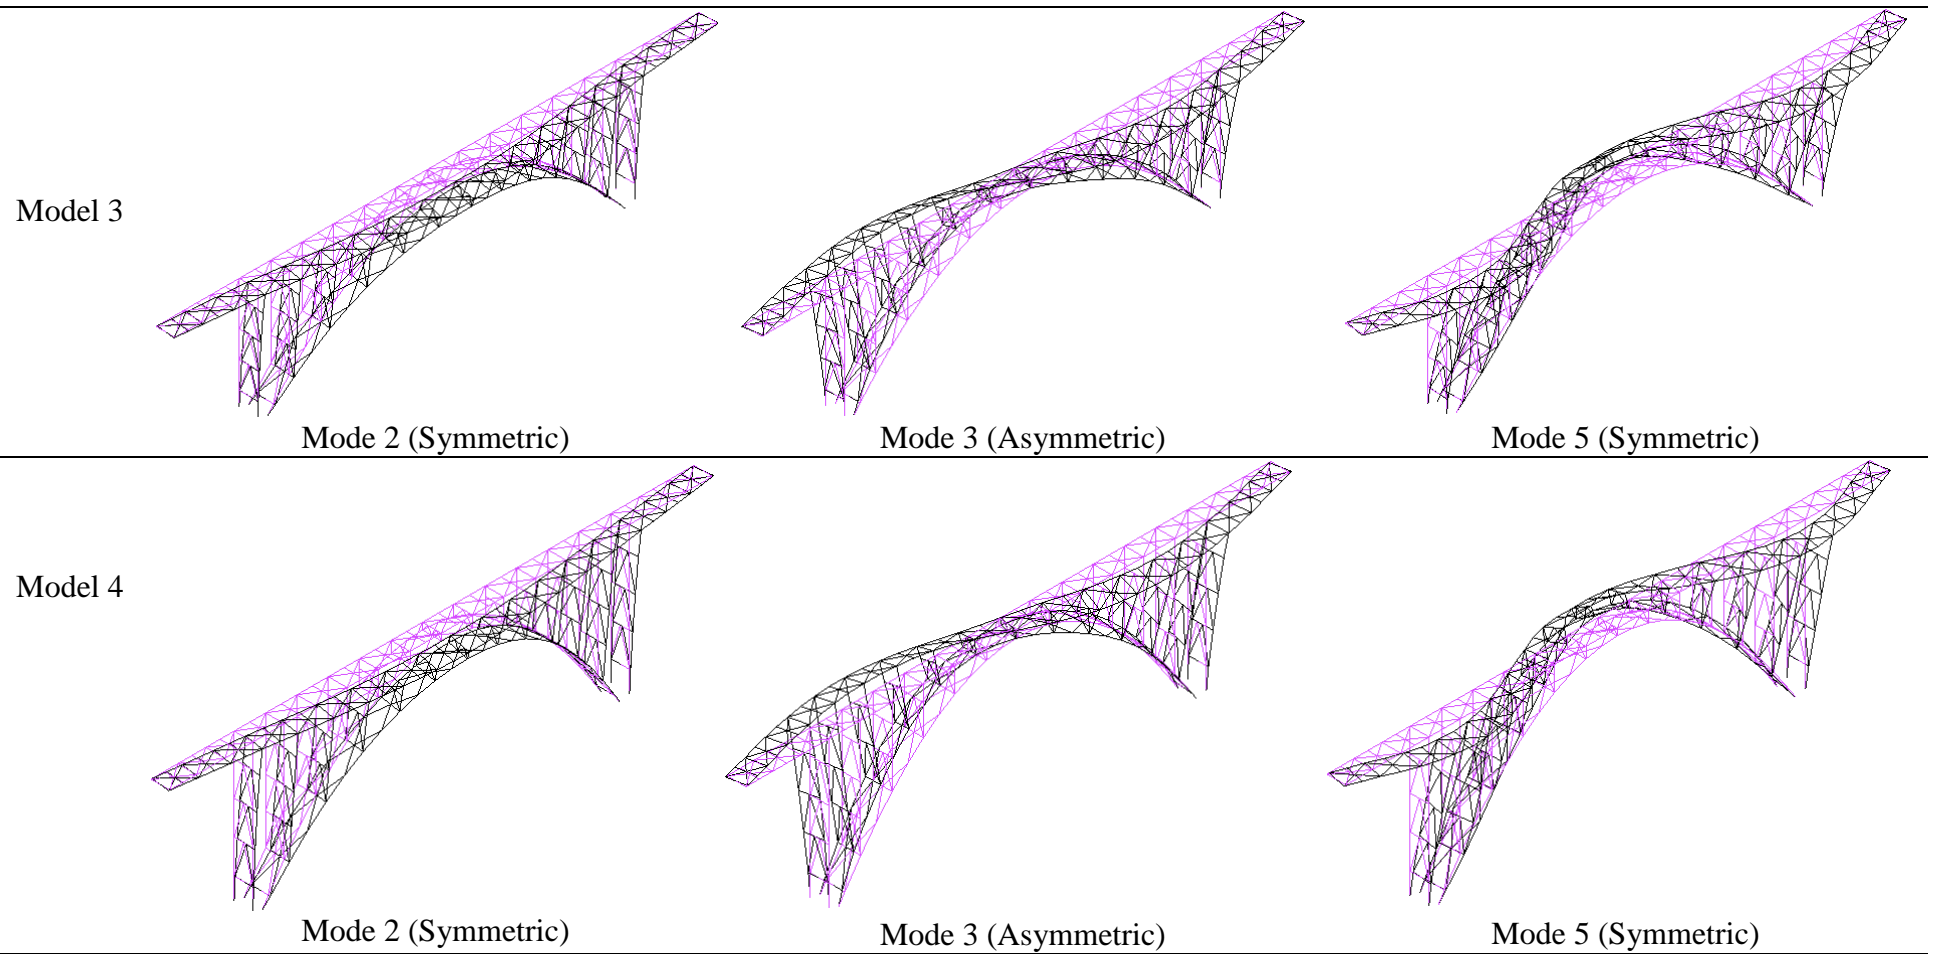 Model 3
Mode 2 (Symmetric)
Mode 3 (Asymmetric)
Mode 5 (Symmetric)
Model 4
Mode 2 (Symmetric)
Mode 3 (Asymmetric)
Mode 5 (Symmetric)